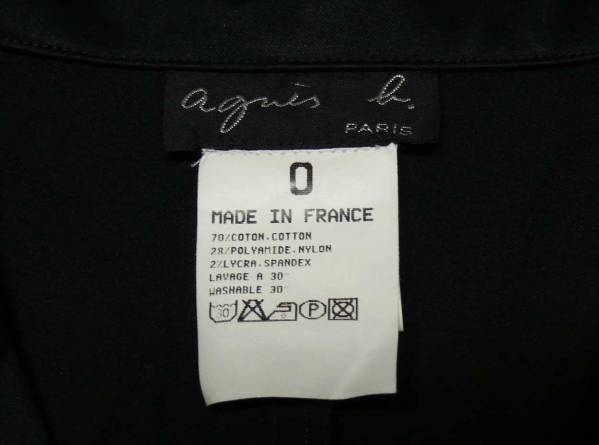 agnès b.
PARIS
0
MADE IN FRANCE
70%COTON.COTTON
28%POLYAMIDE.NYLON
2%LYCRA.SPANDEX
LAVAGE A 30°
WASHABLE 30°
30 P